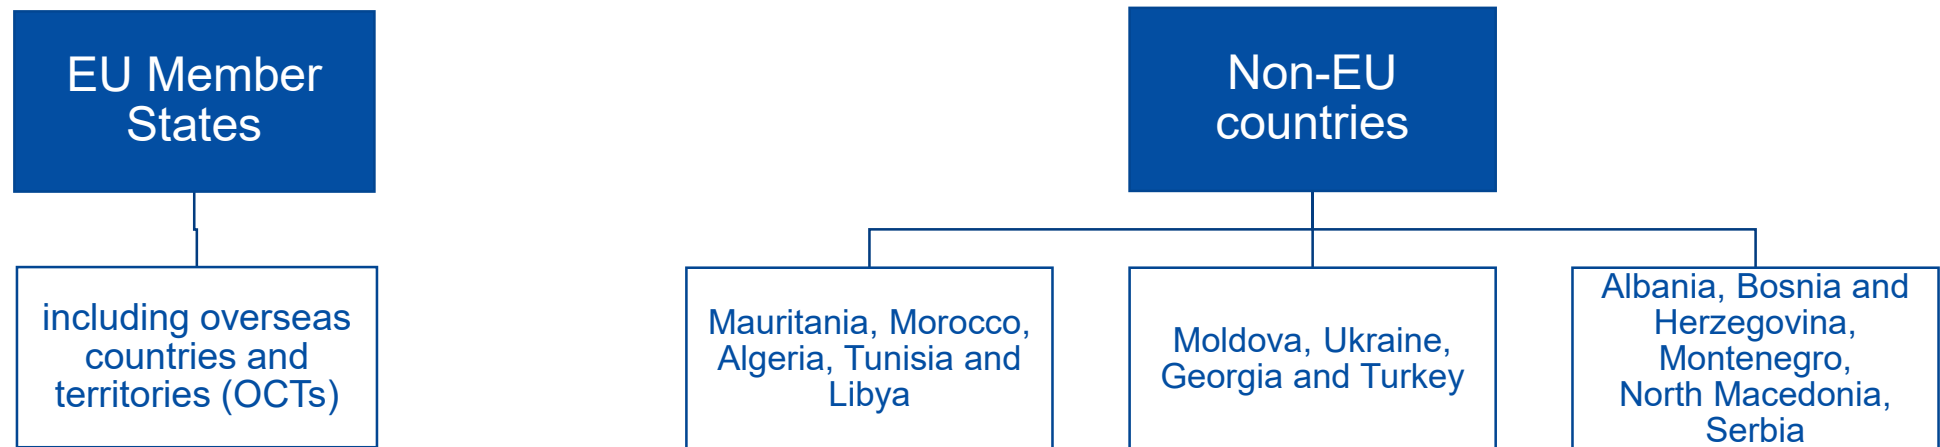 EU Member
States
including overseas
countries and
territories (OCTs)
Non-EU
countries
Mauritania, Morocco,
Algeria, Tunisia and
Libya
Moldova, Ukraine,
Georgia and Turkey
Albania, Bosnia and
Herzegovina,
Montenegro,
North Macedonia,
Serbia